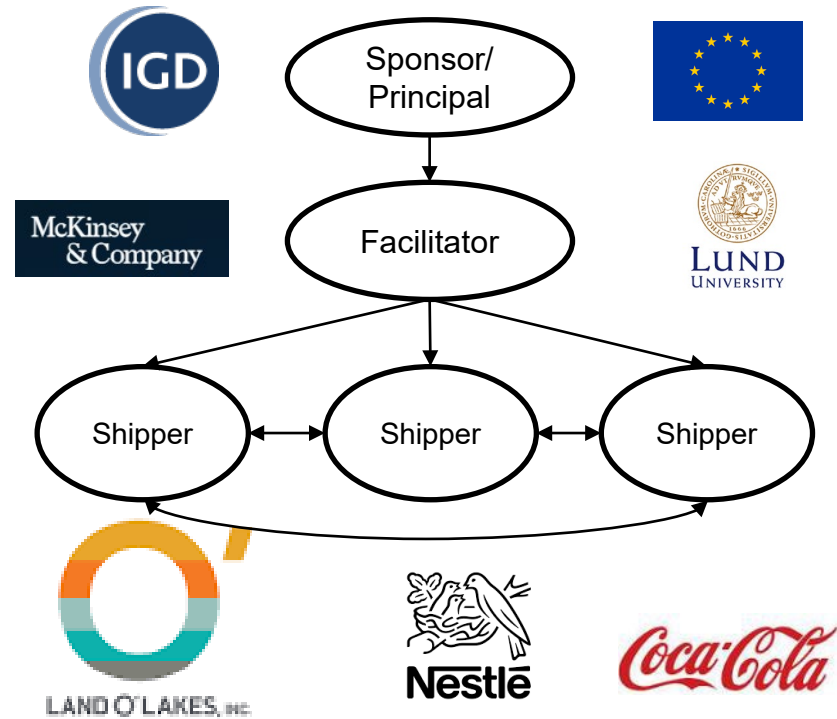 IGD
Sponsor/
Principal
McKinsey
& Company
Facilitator
LUND
UNIVERSITY
Shipper
Shipper
Shipper
O'
LAND O'LAKES, INC.
Nestlé
Coca-Cola